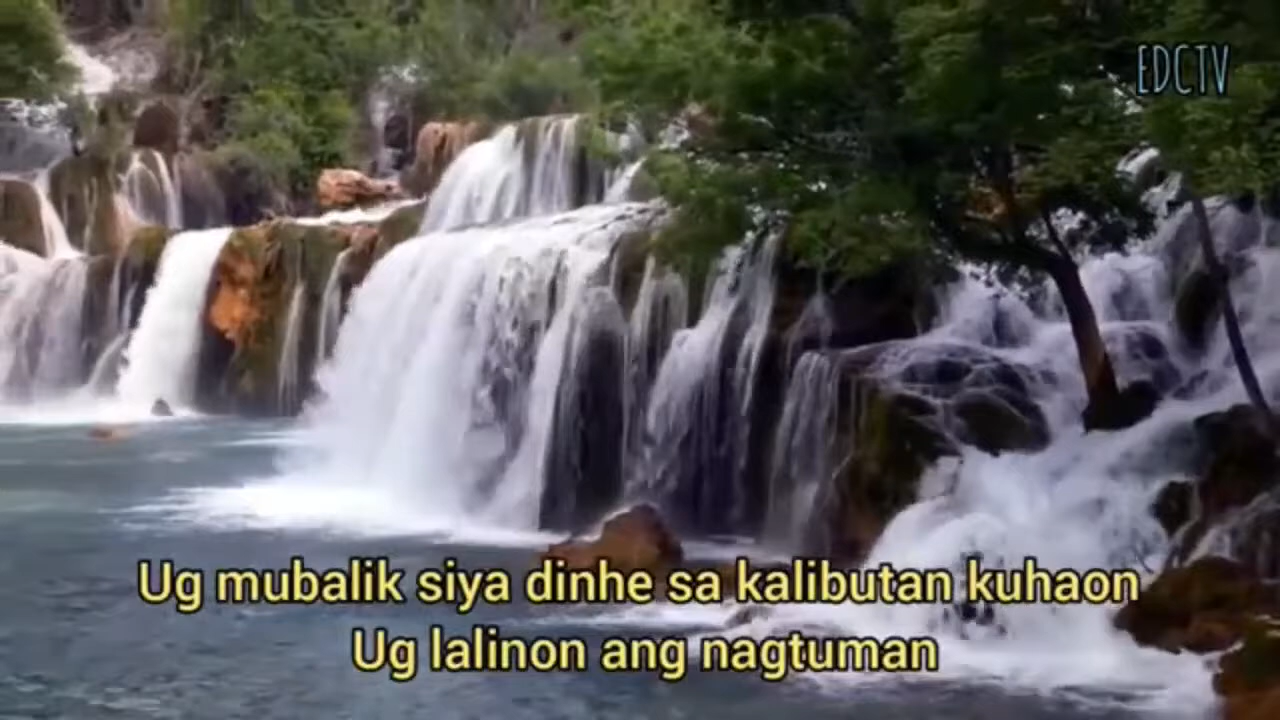 EDCTV
Ug mubalik siya dinhe sa kalibutan kuhaon
Ug lalinon ang nagtuman